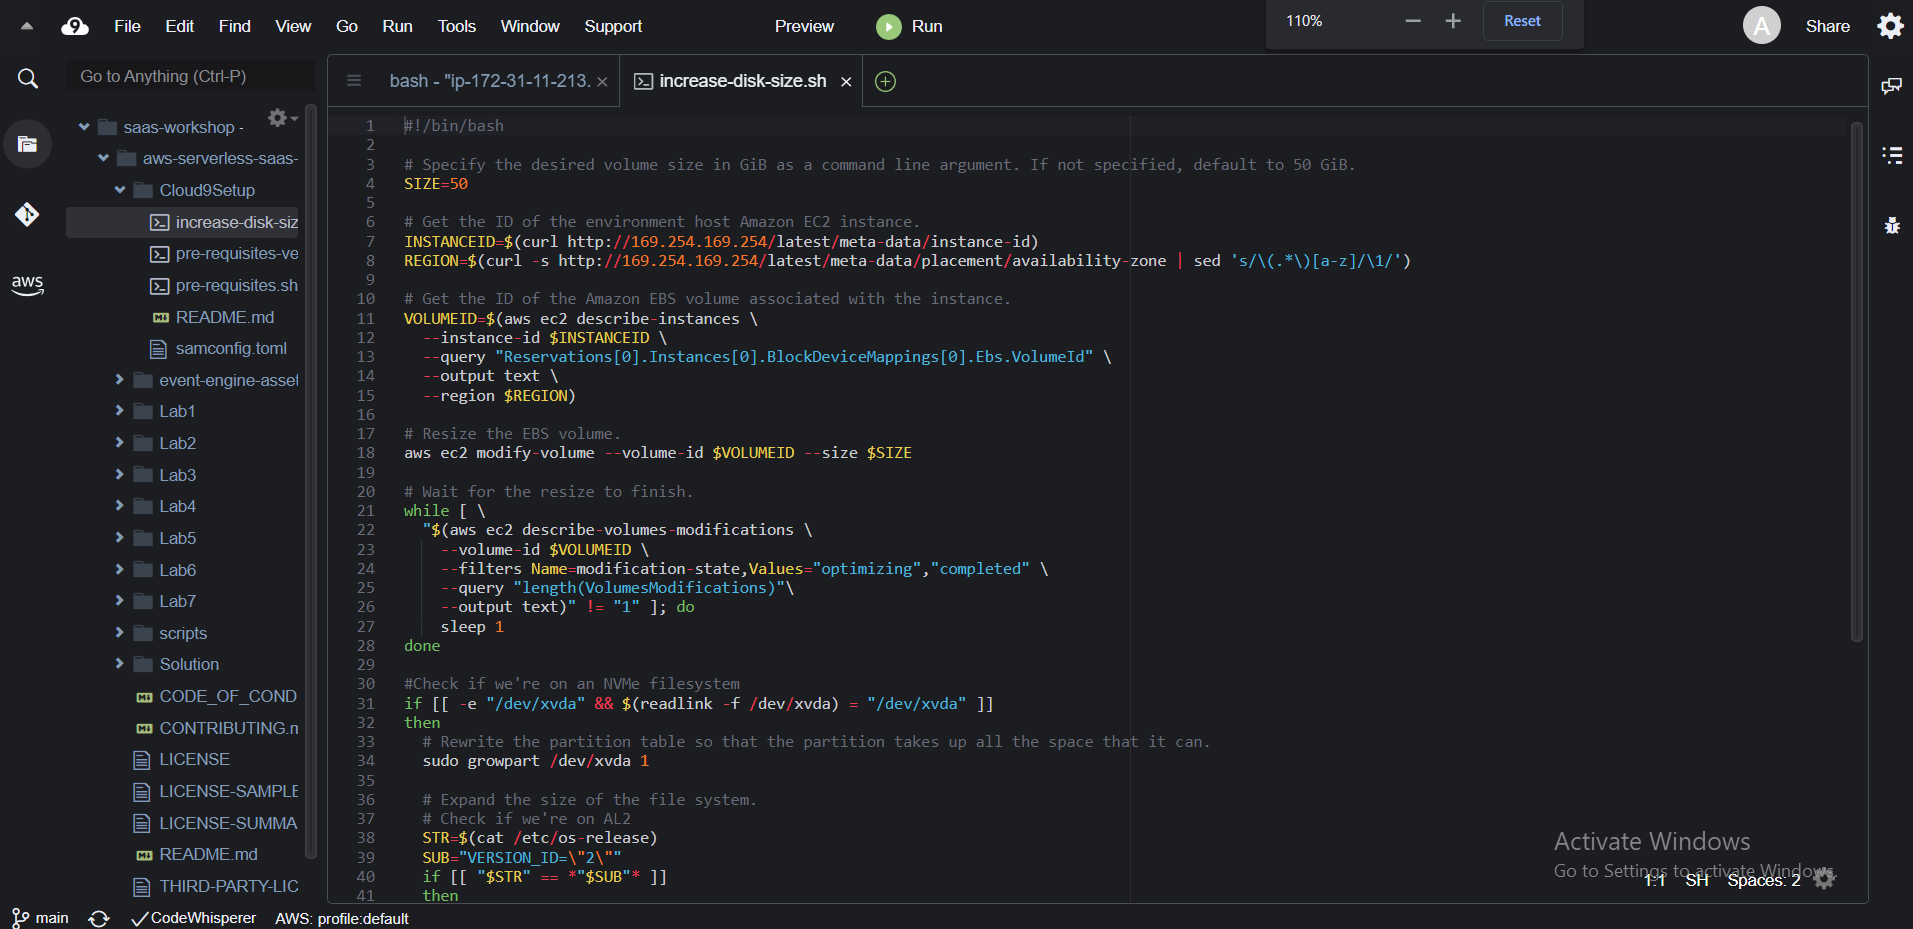 9 File Edit Find View Go Run Tools Window Support Preview Run 110% Reset A Share
Go to Anything (Ctrl-P)
bash - "ip-172-31-11-213. increase-disk-size.sh
saas-workshop -
aws-serverless-saas-
Cloud9Setup
increase-disk-siz
pre-requisites-ve
pre-requisites.sh
README.md
samconfig.toml
event-engine-asset
Lab1
Lab2
Lab3
Lab4
Lab5
Lab6
Lab7
scripts
Solution
CODE_OF_COND
CONTRIBUTING.m
LICENSE
LICENSE-SAMPLE
LICENSE-SUMMA
README.md
THIRD-PARTY-LIC
aws
1 #!/bin/bash
2
3 # Specify the desired volume size in GiB as a command line argument. If not specified, default to 50 GiB.
4 SIZE=50
5
6 # Get the ID of the environment host Amazon EC2 instance.
7 INSTANCEID=$(curl http://169.254.169.254/latest/meta-data/instance-id)
8 REGION=$(curl -s http://169.254.169.254/latest/meta-data/placement/availability-zone | sed 's/\(.*\)[a-z]/\1/')
9
10 # Get the ID of the Amazon EBS volume associated with the instance.
11 VOLUMEID=$(aws ec2 describe-instances \
12 --instance-id $INSTANCEID \
13 --query "Reservations[0].Instances[0].BlockDeviceMappings[0].Ebs.VolumeId" \
14 --output text \
15 --region $REGION)
16
17 # Resize the EBS volume.
18 aws ec2 modify-volume --volume-id $VOLUMEID --size $SIZE
19
20 # Wait for the resize to finish.
21 while [ \
22 "$(aws ec2 describe-volumes-modifications \
23 --volume-id $VOLUMEID \
24 --filters Name=modification-state,Values="optimizing","completed" \
25 --query "length(VolumesModifications)"\
26 --output text)" != "1" ]; do
27 sleep 1
28 done
29
30 #Check if we're on an NVMe filesystem
31 if [[ -e "/dev/xvda" && $(readlink -f /dev/xvda) = "/dev/xvda" ]]
32 then
33 # Rewrite the partition table so that the partition takes up all the space that it can.
34 sudo growpart /dev/xvda 1
35
36 # Expand the size of the file system.
37 # Check if we're on AL2
38 STR=$(cat /etc/os-release)
39 SUB="VERSION_ID=\"2\""
40 if [[ "$STR" == *"$SUB"* ]]
41 then
Activate Windows
Go to Settings to activate Windows.
1:1 SH Spaces: 2
main CodeWhisperer AWS: profile:default